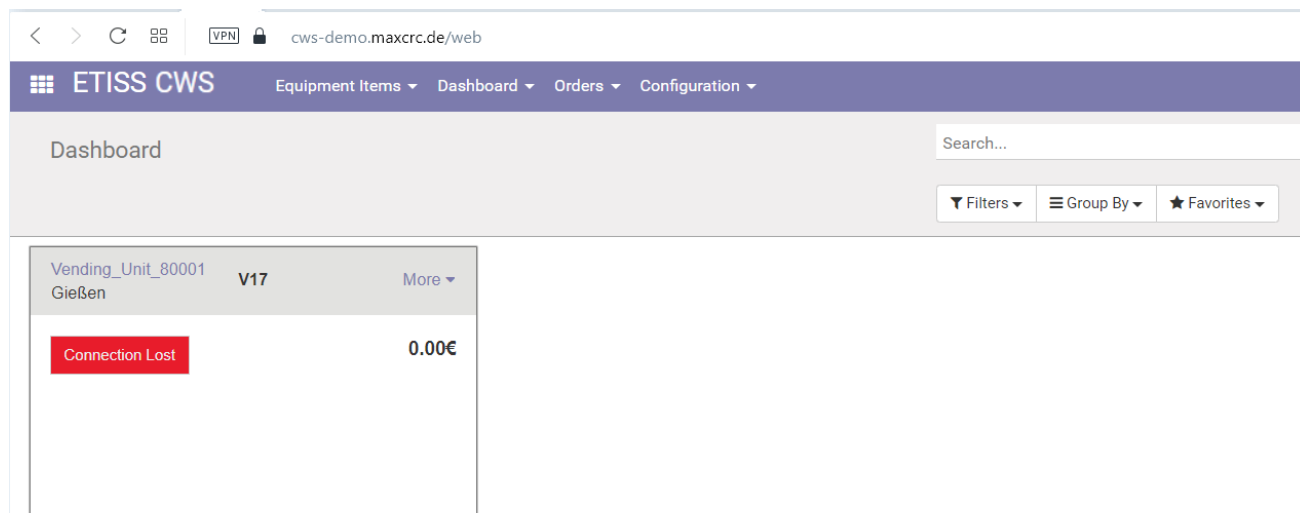 VPN cws-demo.maxcrc.de/web
ETISS CWS Equipment Items Dashboard Orders Configuration
Dashboard
Search...
Filters Group By Favorites
Vending_Unit_80001 V17 More
Gießen
Connection Lost 0.00€